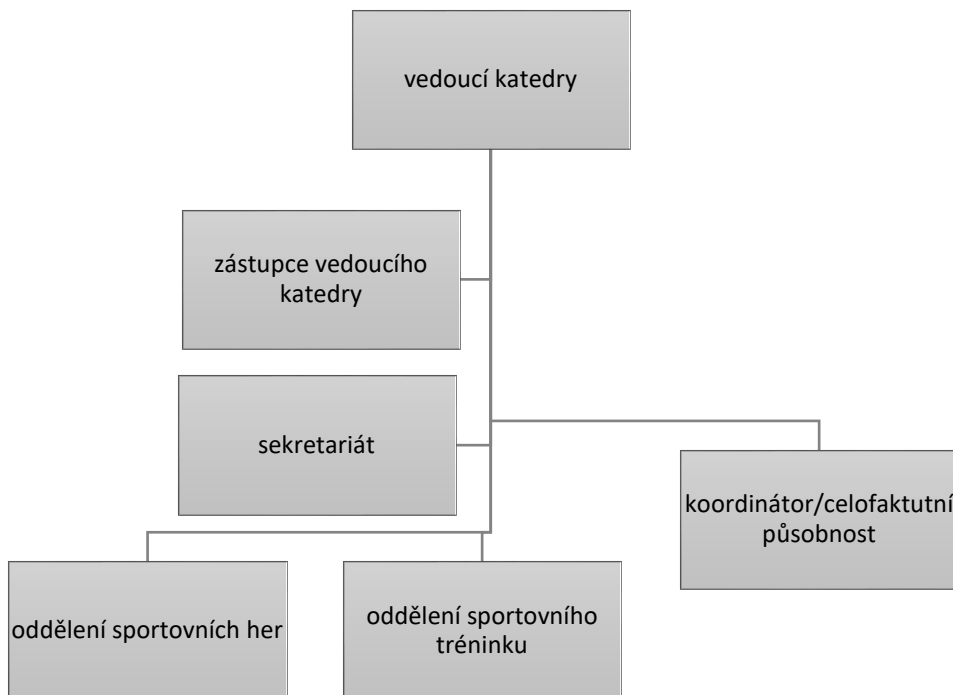 vedoucí katedry
zástupce vedoucího
katedry
sekretariát
koordinátor/celofaktutní
působnost
oddělení sportovních her
oddělení sportovního
tréninku